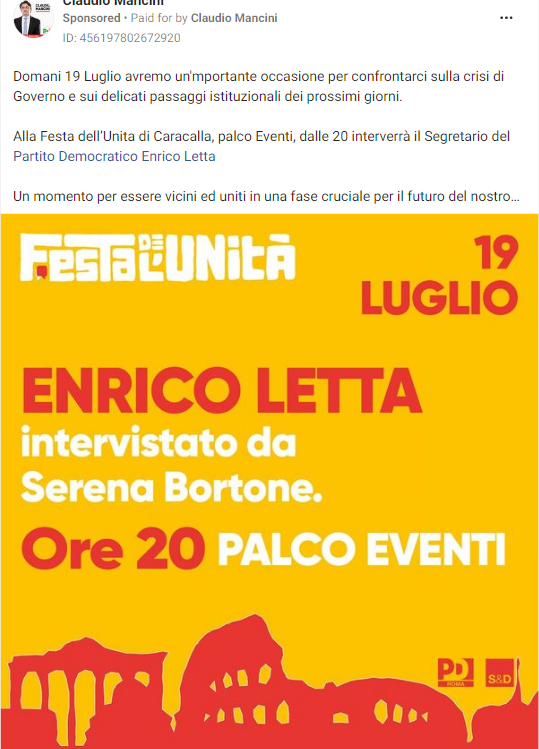 Claudio Mancini
Sponsored • Paid for by Claudio Mancini
ID: 456197802672920
Domani 19 Luglio avremo un'mportante occasione per confrontarci sulla crisi di
Governo e sui delicati passaggi istituzionali dei prossimi giorni.
Alla Festa dell'Unita di Caracalla, palco Eventi, dalle 20 interverrà il Segretario del
Partito Democratico Enrico Letta
Un momento per essere vicini ed uniti in una fase cruciale per il futuro del nostro...
FESTA DE L'UNITÀ
19
LUGLIO
ENRICO LETTA
intervistato da
Serena Bortone.
Ore 20 PALCO EVENTI
PD
ROMA
S&D